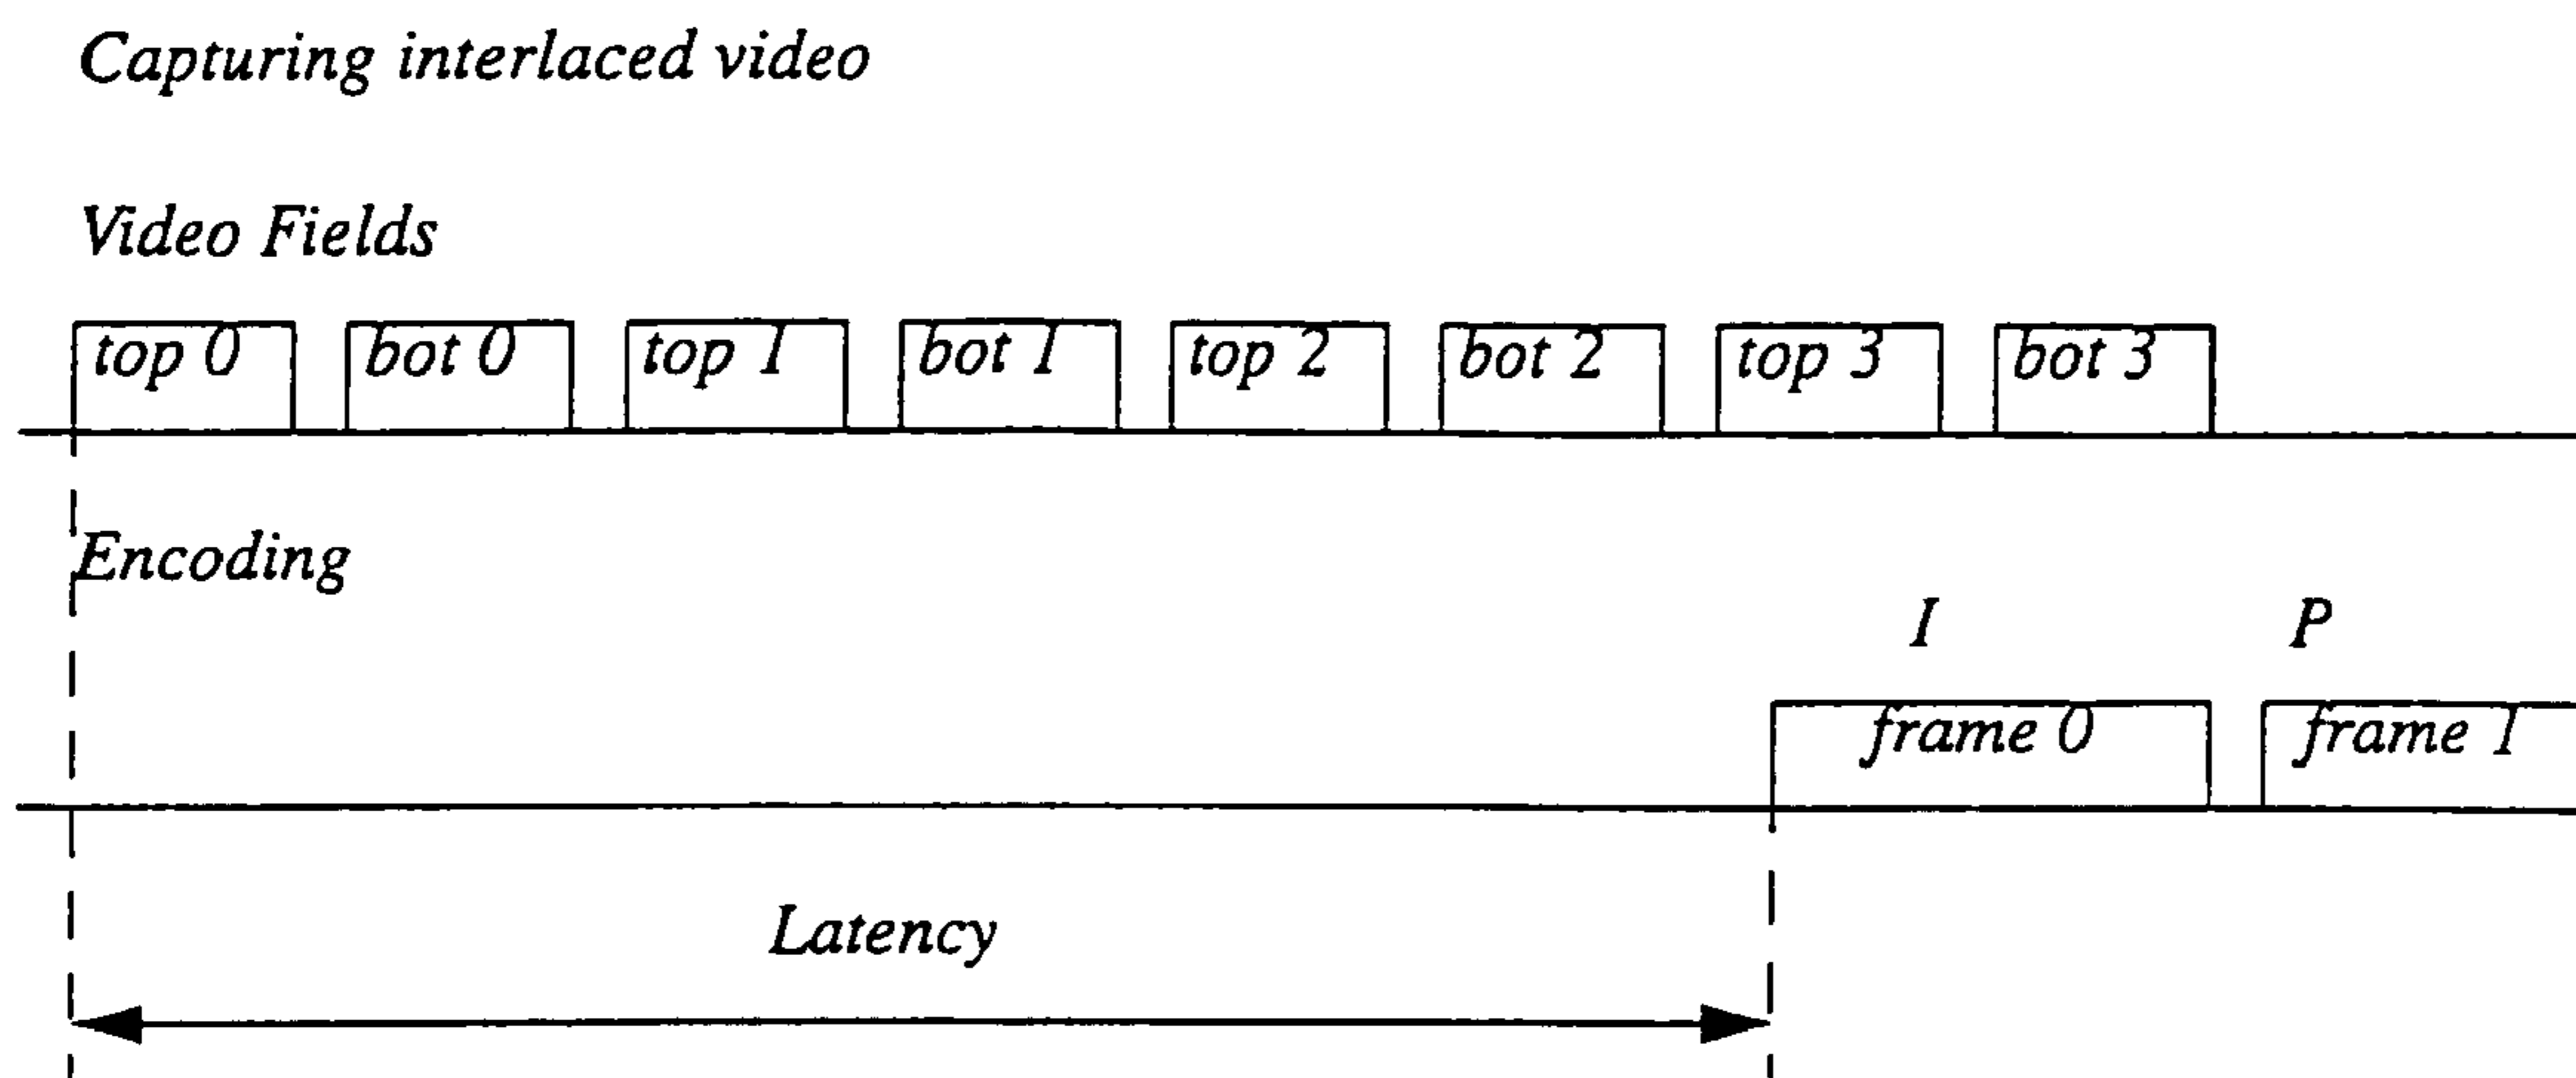 Capturing interlaced video
Video Fields
top 0 bot 0 top 1 bot 1 top 2 bot 2 top 3 bot 3
Encoding
I P
frame 0 frame 1
Latency